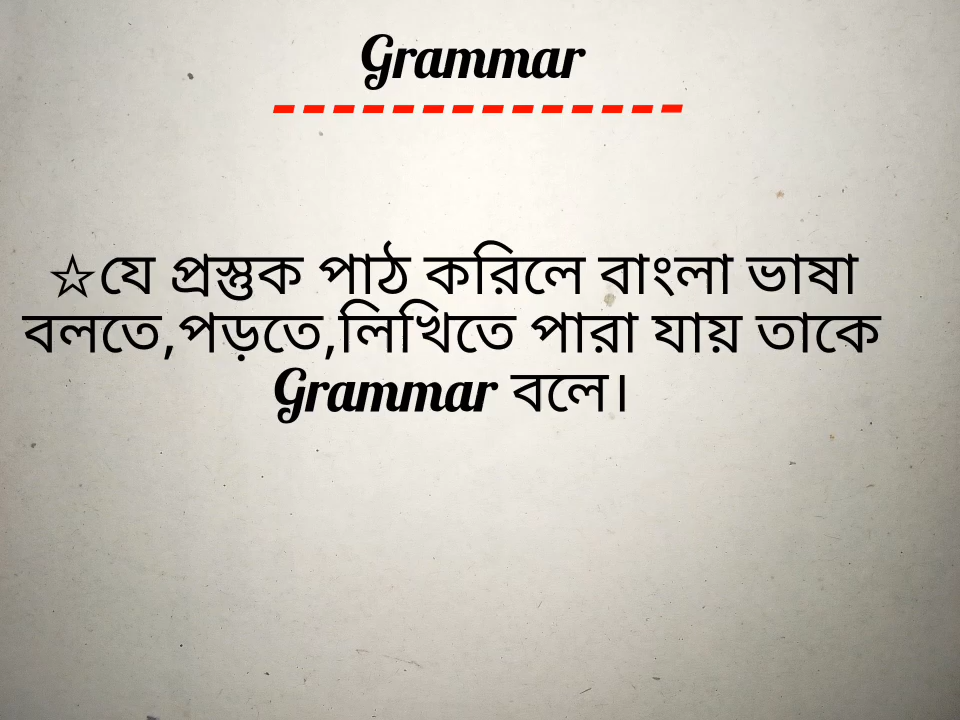 Grammar
☆যে প্রস্তুক পাঠ করিলে বাংলা ভাষা
বলতে,পড়তে,লিখিতে পারা যায় তাকে
Grammar বলে।